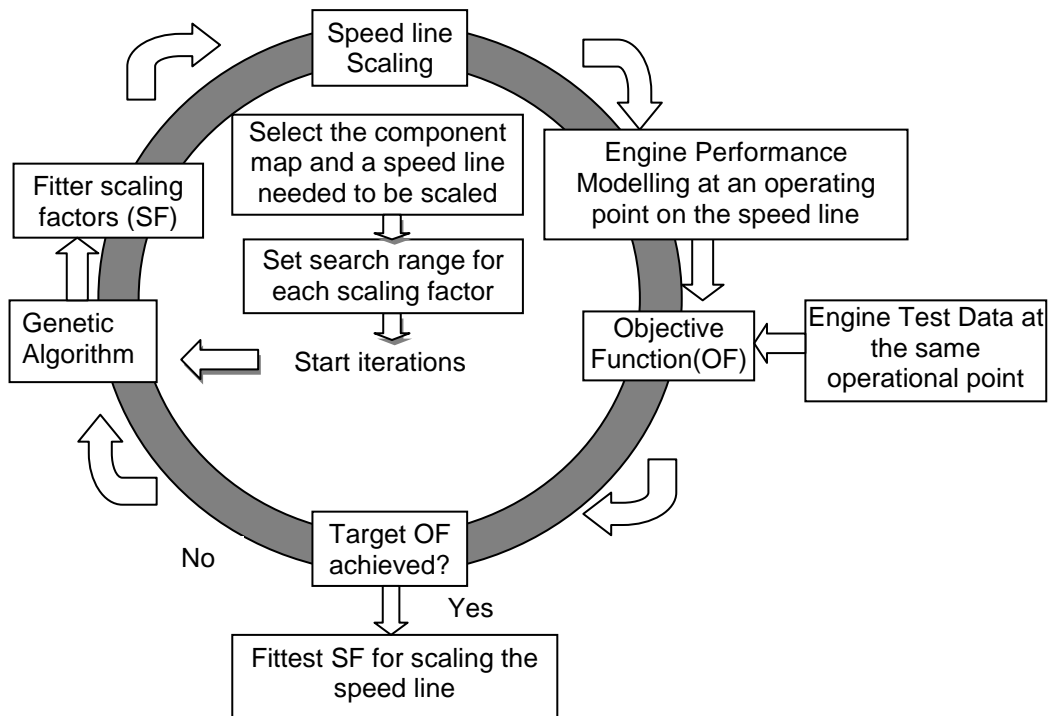 Speed line
Scaling
Select the component
map and a speed line
needed to be scaled
Engine Performance
Modelling at an operating
point on the speed line
Fitter scaling
factors (SF)
Set search range for
each scaling factor
Genetic
Algorithm
Start iterations
Objective
Function(OF)
Engine Test Data at
the same
operational point
Target OF
achieved?
No
Yes
Fittest SF for scaling the
speed line